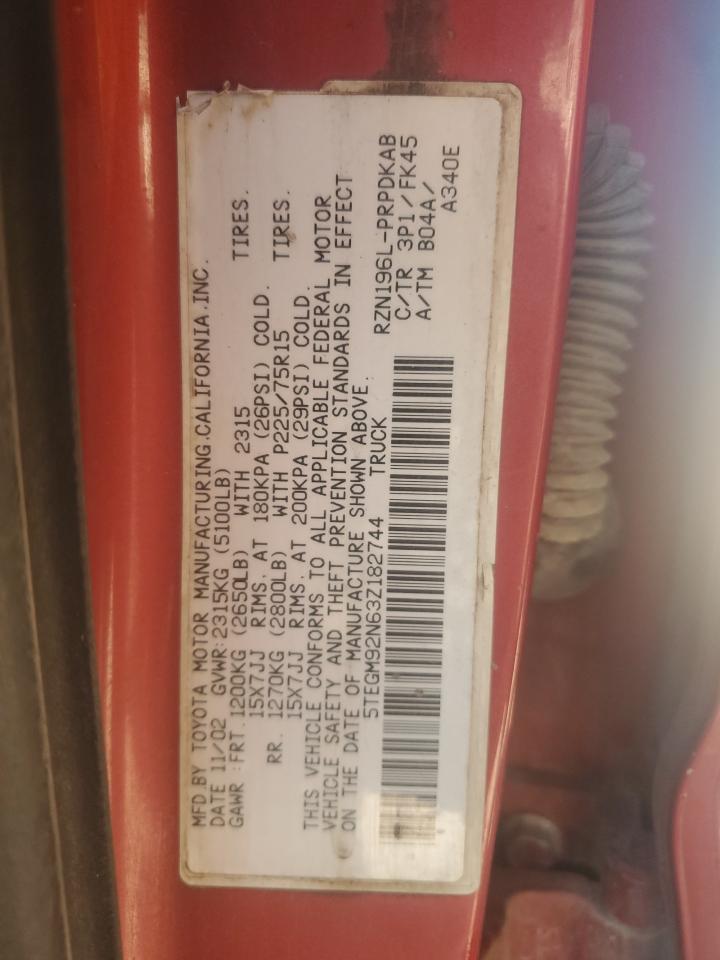 MFD.BY TOYOTA MOTOR MANUFACTURING.CALIFORNIA.INC.
DATE 11/02 GVWR:2315KG (5100LB)
GAWR :FRT.1200KG (2650LB) WITH 2315 TIRES.
15X7JJ RIMS. AT 180KPA (26PSI) COLD.
RR. 1270KG (2800LB) WITH P225/75R15 TIRES.
15X7JJ RIMS. AT 200KPA (29PSI) COLD.
THIS VEHICLE CONFORMS TO ALL APPLICABLE FEDERAL MOTOR
VEHICLE SAFETY AND THEFT PREVENTION STANDARDS IN EFFECT
ON THE DATE OF MANUFACTURE SHOWN ABOVE.
5TEGM92N63Z182744 TRUCK
RZN196L-PRPDKAB
C/TR 3P1/FK45
A/TM B04A/
A340E